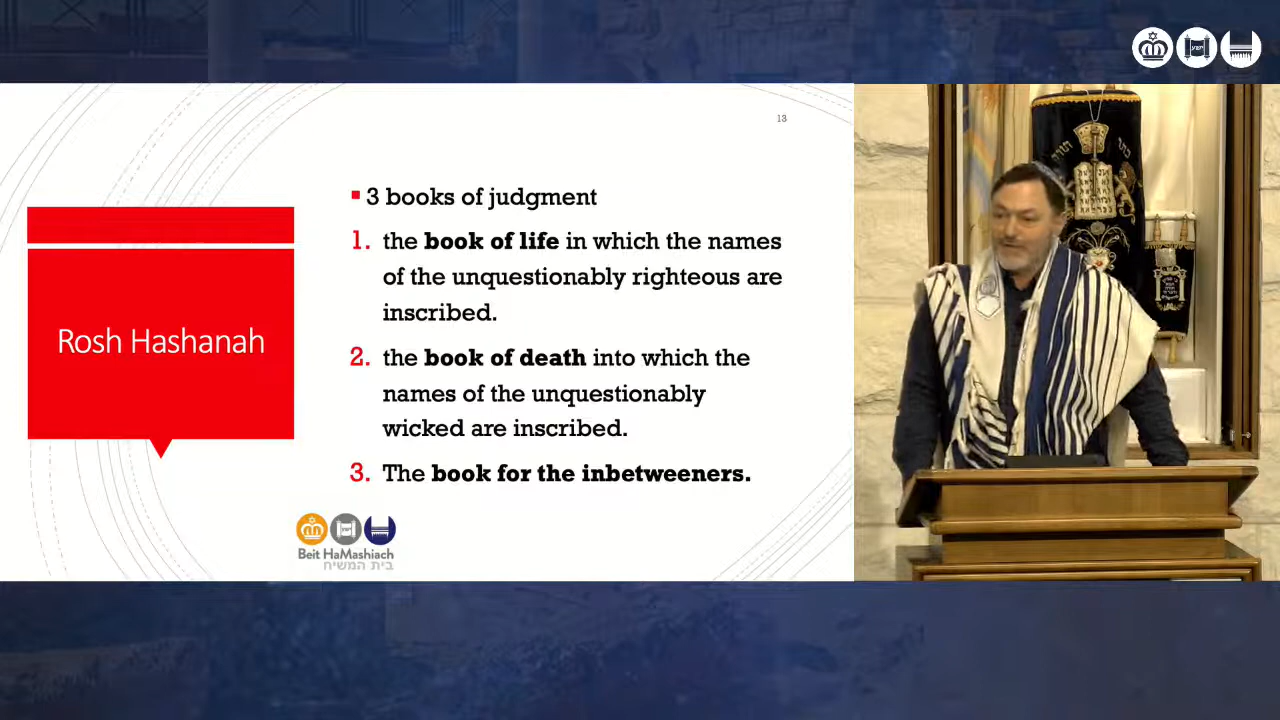 13
Rosh Hashanah
3 books of judgment
1. the book of life in which the names
of the unquestionably righteous are
inscribed.
2. the book of death into which the
names of the unquestionably
wicked are inscribed.
3. The book for the inbetweeners.
Beit HaMashiach
בית המשיח